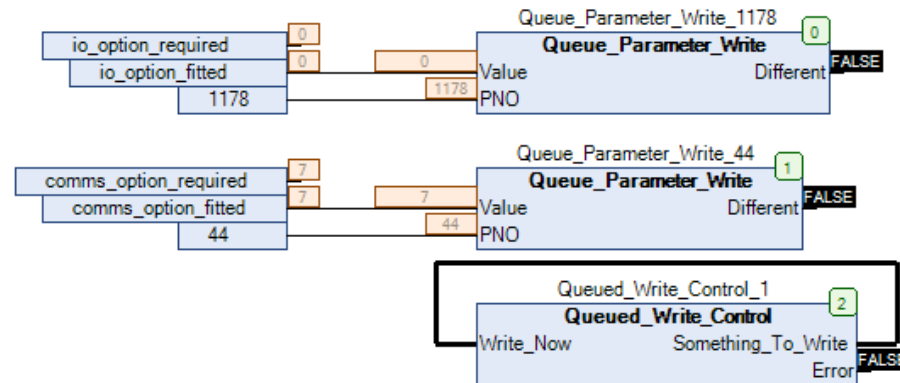 Queue_Parameter_Write_1178
0
io_option_required
0
Queue_Parameter_Write
0
io_option_fitted
0
0
Value
Different
FALSE
1178
1178
PNO
Queue_Parameter_Write_44
1
comms_option_required
7
Queue_Parameter_Write
comms_option_fitted
7
7
Value
Different
FALSE
44
44
PNO
Queued_Write_Control_1
2
Queued_Write_Control
Write_Now
Something_To_Write
Error
FALSE